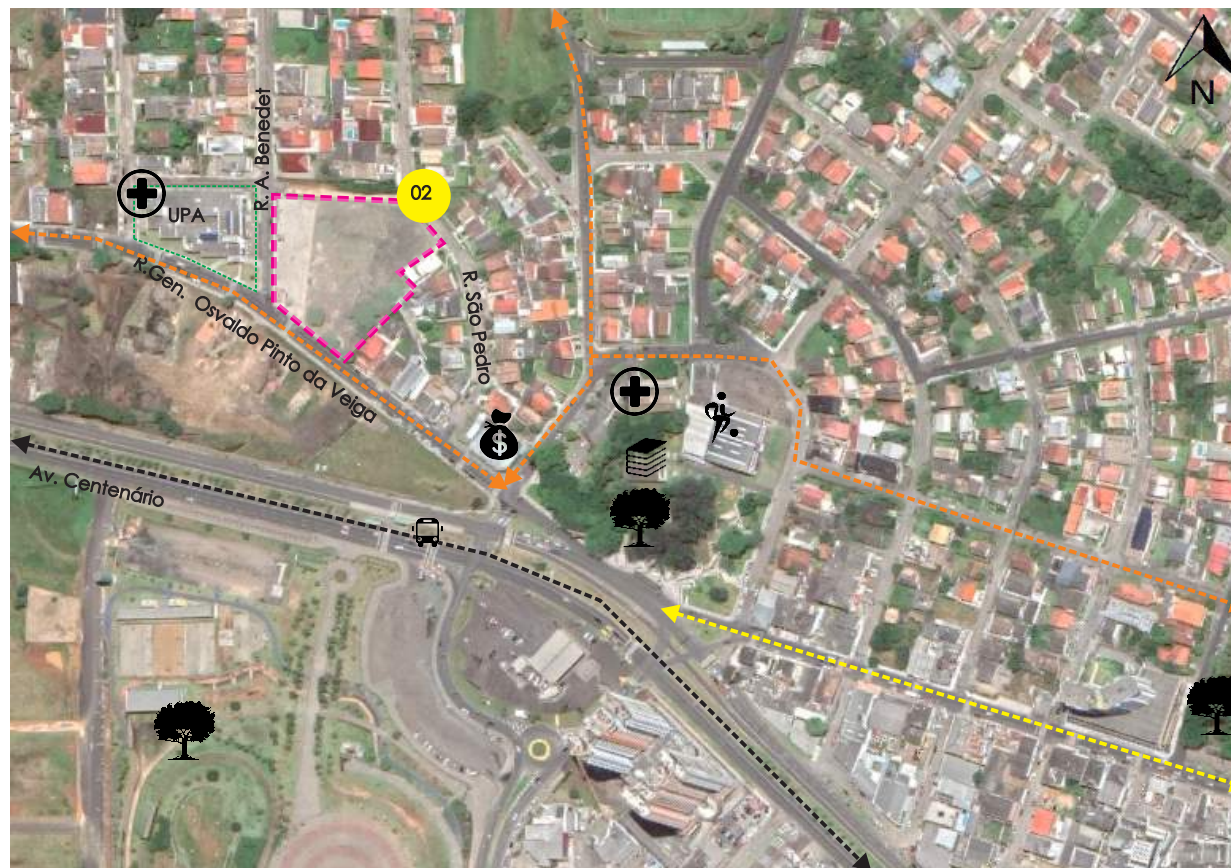 N
R. A. Benedet
02
UPA
R.Gen. Osvaldo Pinto da Veiga
R. São Pedro
$
Av. Centenário